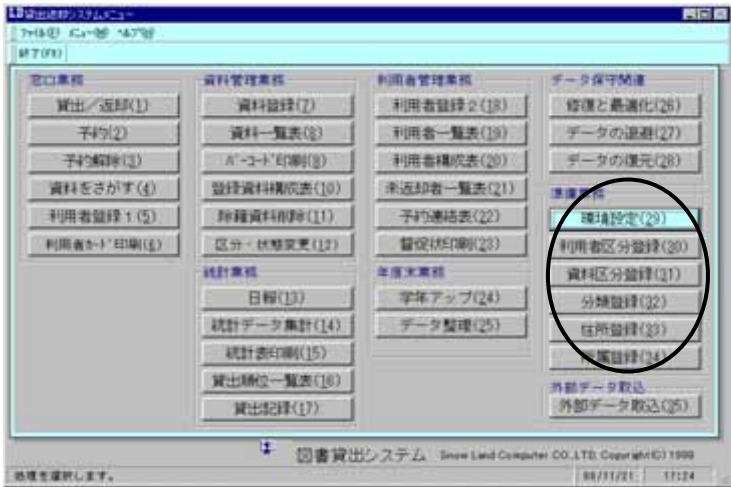 貸出返却システムメニュー
ファイル(F) メニュー(M) ヘルプ(H)
終了(FX)
窓口業務
貸出/返却(1)
予約(2)
予約解除(3)
資料をさがす(4)
利用者登録1(5)
利用者カード印刷(6)
資料管理業務
資料登録(7)
資料一覧表(8)
バーコード印刷(9)
登録資料構成表(10)
除籍資料削除(11)
区分・状態変更(12)
統計業務
日報(13)
統計データ集計(14)
統計表印刷(15)
貸出順位一覧表(16)
貸出記録(17)
利用者管理業務
利用者登録2(18)
利用者一覧表(19)
利用者構成表(20)
未返却者一覧表(21)
予約連絡表(22)
督促状印刷(23)
年度末業務
学年アップ(24)
データ整理(25)
データ保守関連
修復と最適化(26)
データの退避(27)
データの復元(28)
準備業務
環境設定(29)
利用者区分登録(30)
資料区分登録(31)
分類登録(32)
住所登録(33)
所属登録(34)
外部データ取込
外部データ取込(35)
図書貸出システム Snow Land Computer CO.,LTD. Copyright(C) 1999
処理を選択します。
17:24